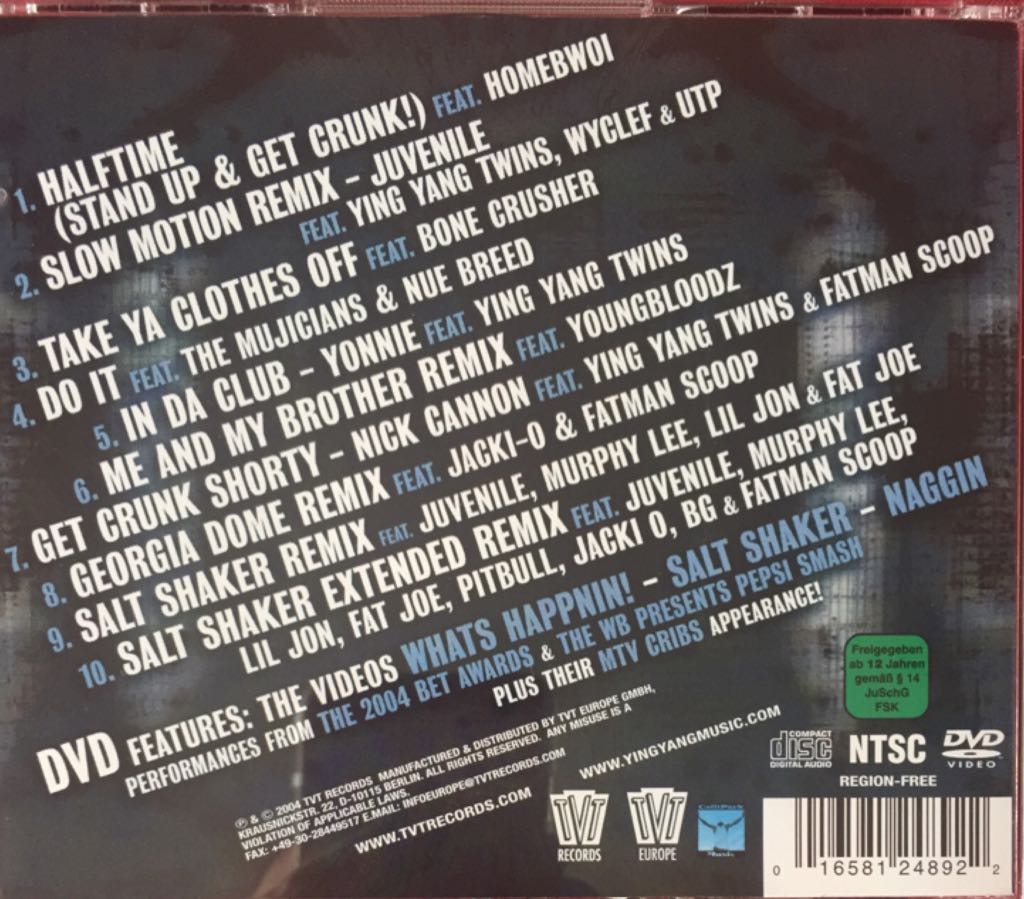 1. HALFTIME
(STAND UP & GET CRUNK!) FEAT. HOMEBWOI
2. SLOW MOTION REMIX - JUVENILE
FEAT. YING YANG TWINS, WYCLEF & UTP
3. TAKE YA CLOTHES OFF FEAT. BONE CRUSHER
4. DO IT FEAT. THE MUJICIANS & NUE BREED
5. IN DA CLUB - YONNIE FEAT. YING YANG TWINS
6. ME AND MY BROTHER REMIX FEAT. YOUNGBLOODZ
7. GET CRUNK SHORTY - NICK CANNON FEAT. YING YANG TWINS & FATMAN SCOOP
8. GEORGIA DOME REMIX FEAT. JACKI-O & FATMAN SCOOP
9. SALT SHAKER REMIX FEAT. JUVENILE, MURPHY LEE, LIL JON & FAT JOE
10. SALT SHAKER EXTENDED REMIX FEAT. JUVENILE, MURPHY LEE,
LIL JON, FAT JOE, PITBULL, JACKI O, BG & FATMAN SCOOP
DVD FEATURES: THE VIDEOS WHATS HAPPNIN! - SALT SHAKER - NAGGIN
PERFORMANCES FROM THE 2004 BET AWARDS & THE WB PRESENTS PEPSI SMASH
PLUS THEIR MTV CRIBS APPEARANCE!
Freigegeben
ab 12 Jahren
gemäß § 14
JuSchG
FSK
℗ & © 2004 TVT RECORDS MANUFACTURED & DISTRIBUTED BY TVT EUROPE GMBH,
KRAUSNICKSTR. 22, D-10115 BERLIN. ALL RIGHTS RESERVED. ANY MISUSE IS A
VIOLATION OF APPLICABLE LAWS.
FAX: +49-30-28449517 E.MAIL: INFOEUROPE@TVTRECORDS.COM
WWW.TVTRECORDS.COM
WWW.YINGYANGMUSIC.COM
TVT
RECORDS
TVT
EUROPE
ColliPark
Music
COMPACT
disc
DIGITAL AUDIO
NTSC
DVD
VIDEO
REGION-FREE
0 16581 24892 2